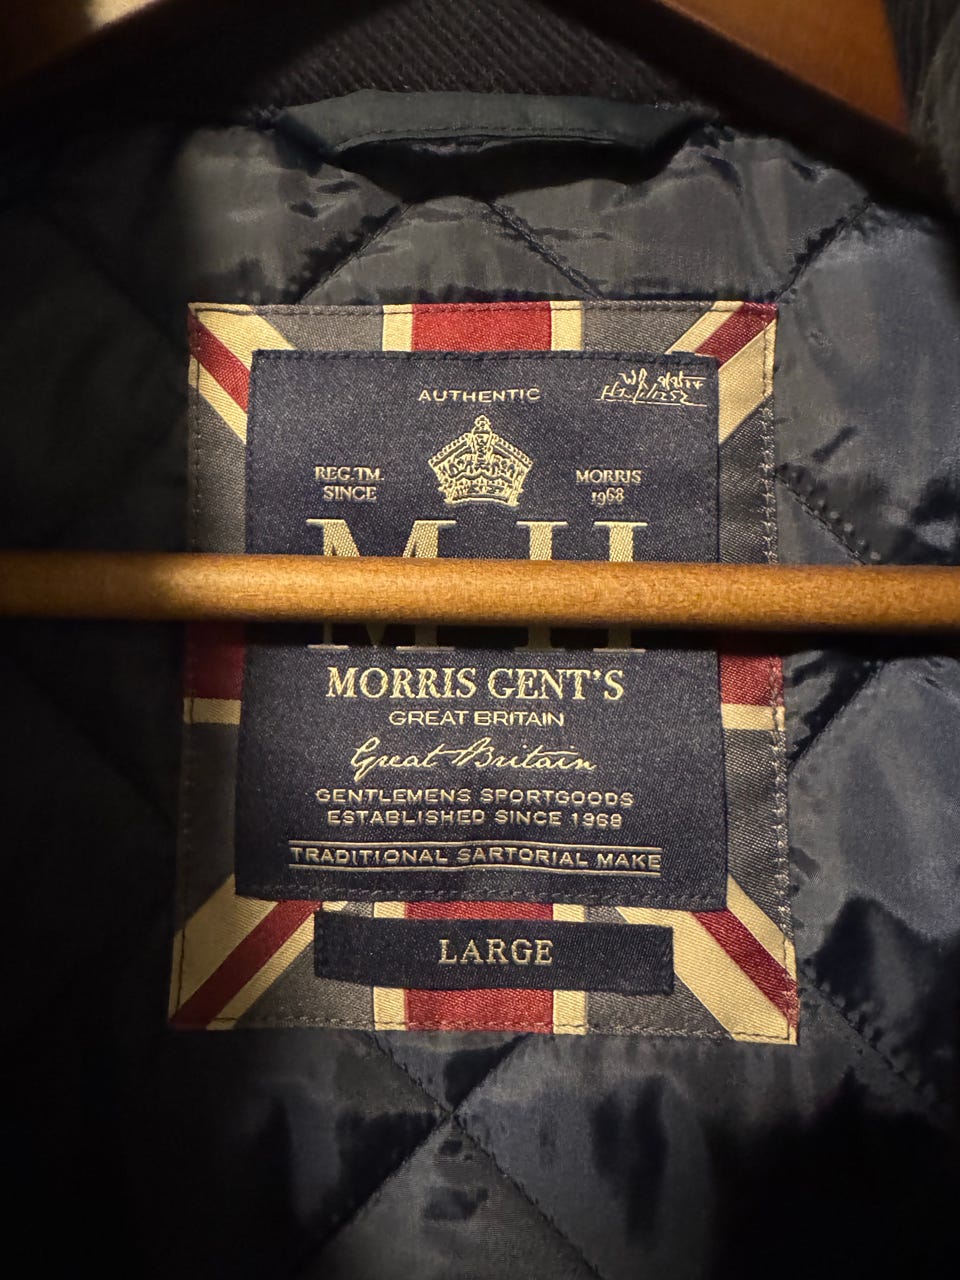 AUTHENTIC
REG.TM. MORRIS
SINCE 1968
M H
MORRIS GENT'S
GREAT BRITAIN
Great Britain
GENTLEMENS SPORTGOODS
ESTABLISHED SINCE 1968
TRADITIONAL SARTORIAL MAKE
LARGE